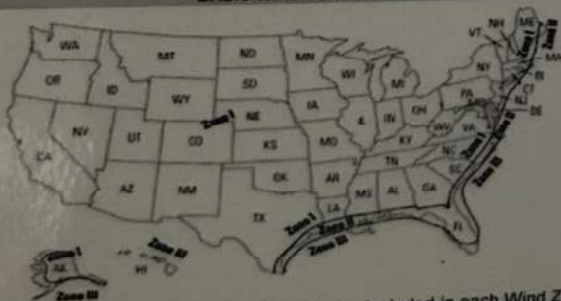 WA
MT
ND
MN
OR
ID
SD
WI
MI
WY
NE
IA
NV
UT
CO
Zone I
KS
MO
IL
IN
OH
PA
NY
VT
NH
ME
MA
RI
CT
NJ
DE
CA
AZ
NM
OK
AR
TN
KY
WV
VA
NC
SC
TX
LA
MS
AL
GA
FL
Zone I
Zone II
Zone III
Zone I
Zone II
Zone I
Zone II
Zone III
Zone I
AK
Zone III
HI
in each Wind